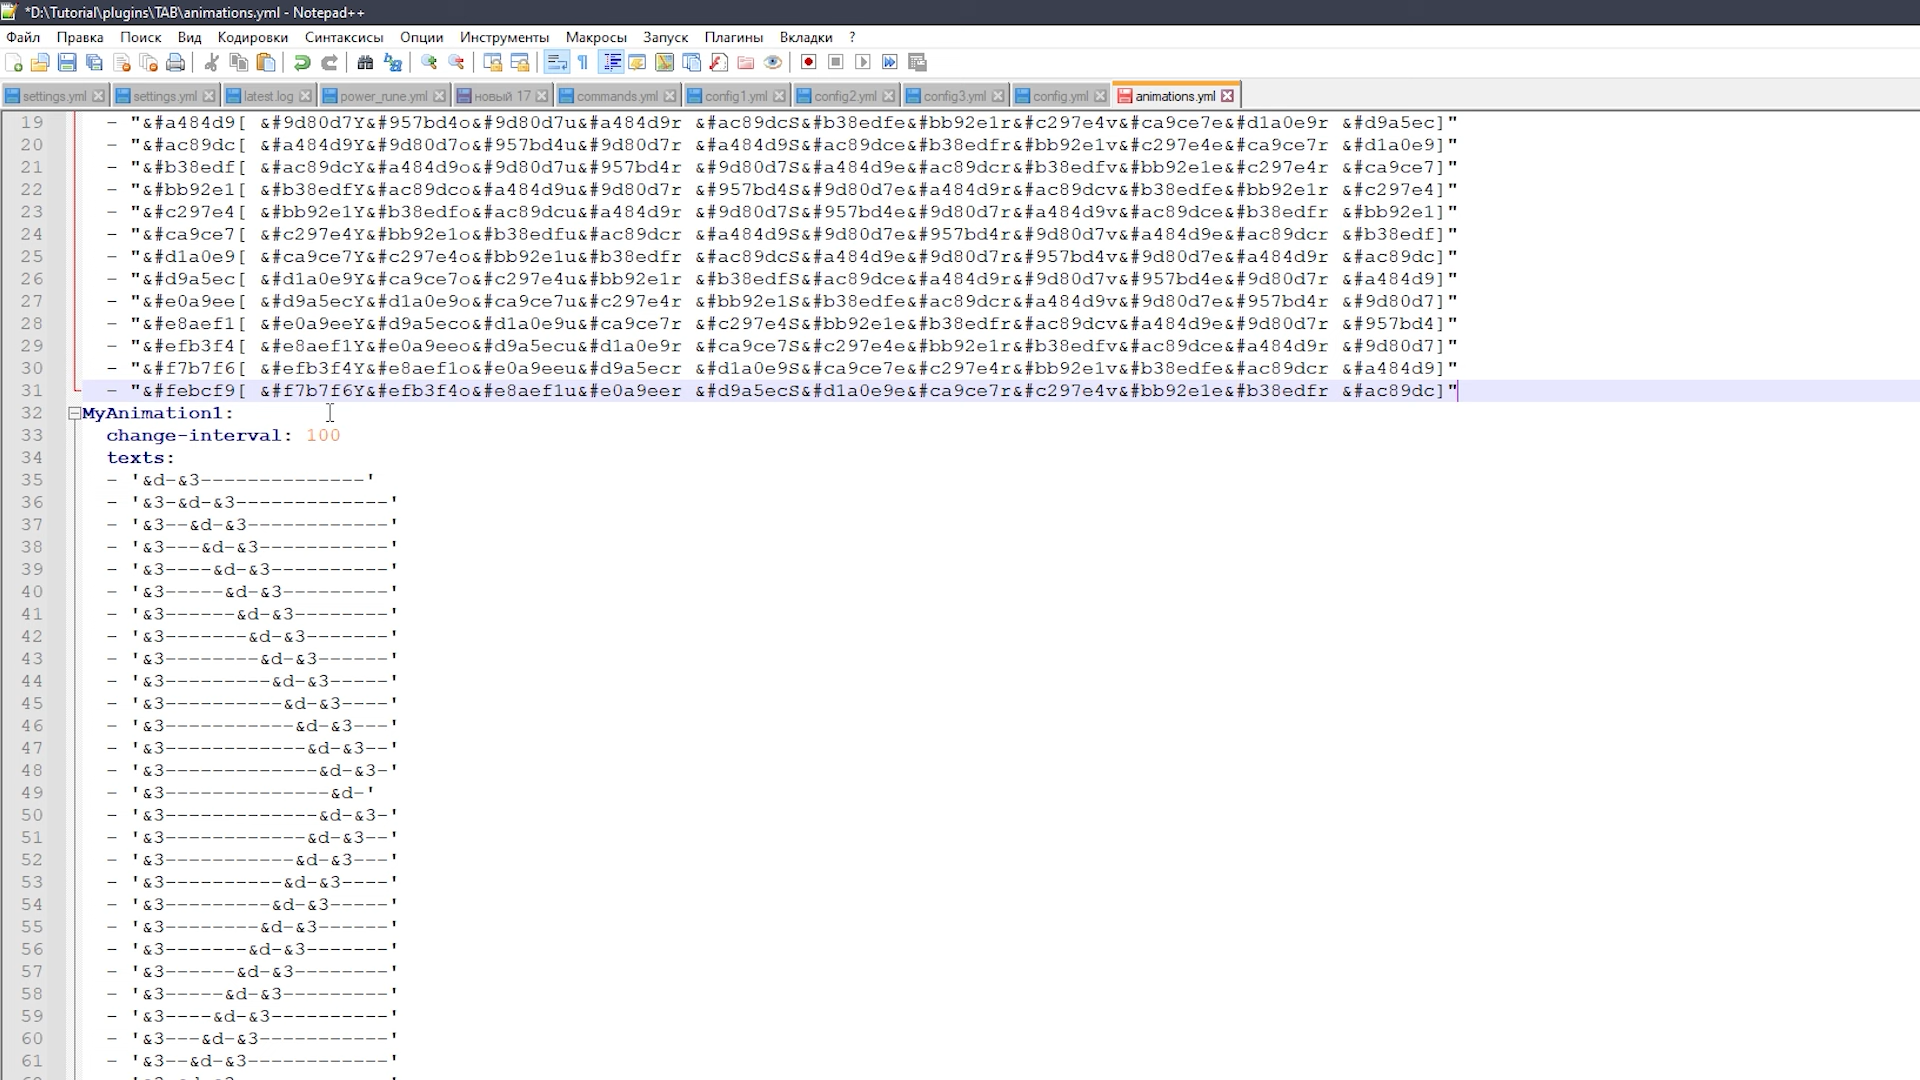 *D:\Tutorial\plugins\TAB\animations.yml - Notepad++
Файл Правка Поиск Вид Кодировки Синтаксисы Опции Инструменты Макросы Запуск Плагины Вкладки ?
settings.yml settings.yml latest.log power_rune.yml новый 17 commands.yml config1.yml config2.yml config3.yml config.yml animations.yml
19 - "&#a484d9[ &#9d80d7Y&#957bd4o&#9d80d7u&#a484d9r &#ac89dcS&#b38edfe&#bb92e1r&#c297e4v&#ca9ce7e&#d1a0e9r &#d9a5ec]"
20 - "&#ac89dc[ &#a484d9Y&#9d80d7o&#957bd4u&#9d80d7r &#a484d9S&#ac89dce&#b38edfr&#bb92e1v&#c297e4e&#ca9ce7r &#d1a0e9]"
21 - "&#b38edf[ &#ac89dcY&#a484d9o&#9d80d7u&#957bd4r &#9d80d7S&#a484d9e&#ac89dcr&#b38edfv&#bb92e1e&#c297e4r &#ca9ce7]"
22 - "&#bb92e1[ &#b38edfY&#ac89dco&#a484d9u&#9d80d7r &#957bd4S&#9d80d7e&#a484d9r&#ac89dcv&#b38edfe&#bb92e1r &#c297e4]"
23 - "&#c297e4[ &#bb92e1Y&#b38edfo&#ac89dcu&#a484d9r &#9d80d7S&#957bd4e&#9d80d7r&#a484d9v&#ac89dce&#b38edfr &#bb92e1]"
24 - "&#ca9ce7[ &#c297e4Y&#bb92e1o&#b38edfu&#ac89dcr &#a484d9S&#9d80d7e&#957bd4r&#9d80d7v&#a484d9e&#ac89dcr &#b38edf]"
25 - "&#d1a0e9[ &#ca9ce7Y&#c297e4o&#bb92e1u&#b38edfr &#ac89dcS&#a484d9e&#9d80d7r&#957bd4v&#9d80d7e&#a484d9r &#ac89dc]"
26 - "&#d9a5ec[ &#d1a0e9Y&#ca9ce7o&#c297e4u&#bb92e1r &#b38edfS&#ac89dce&#a484d9r&#9d80d7v&#957bd4e&#9d80d7r &#a484d9]"
27 - "&#e0a9ee[ &#d9a5ecY&#d1a0e9o&#ca9ce7u&#c297e4r &#bb92e1S&#b38edfe&#ac89dcr&#a484d9v&#9d80d7e&#957bd4r &#9d80d7]"
28 - "&#e8aef1[ &#e0a9eeY&#d9a5eco&#d1a0e9u&#ca9ce7r &#c297e4S&#bb92e1e&#b38edfr&#ac89dcv&#a484d9e&#9d80d7r &#957bd4]"
29 - "&#efb3f4[ &#e8aef1Y&#e0a9eeo&#d9a5ecu&#d1a0e9r &#ca9ce7S&#c297e4e&#bb92e1r&#b38edfv&#ac89dce&#a484d9r &#9d80d7]"
30 - "&#f7b7f6[ &#efb3f4Y&#e8aef1o&#e0a9eeu&#d9a5ecr &#d1a0e9S&#ca9ce7e&#c297e4r&#bb92e1v&#b38edfe&#ac89dcr &#a484d9]"
31 - "&#febcf9[ &#f7b7f6Y&#efb3f4o&#e8aef1u&#e0a9eer &#d9a5ecS&#d1a0e9e&#ca9ce7r&#c297e4v&#bb92e1e&#b38edfr &#ac89dc]"
32 MyAnimation1:
33 change-interval: 100
34 texts:
35 - '&d-&3--------------'
36 - '&3-&d-&3-------------'
37 - '&3--&d-&3------------'
38 - '&3---&d-&3-----------'
39 - '&3----&d-&3----------'
40 - '&3-----&d-&3---------'
41 - '&3------&d-&3--------'
42 - '&3-------&d-&3-------'
43 - '&3--------&d-&3------'
44 - '&3---------&d-&3-----'
45 - '&3----------&d-&3----'
46 - '&3-----------&d-&3---'
47 - '&3------------&d-&3--'
48 - '&3-------------&d-&3-'
49 - '&3--------------&d-'
50 - '&3-------------&d-&3-'
51 - '&3------------&d-&3--'
52 - '&3-----------&d-&3---'
53 - '&3----------&d-&3----'
54 - '&3---------&d-&3-----'
55 - '&3--------&d-&3------'
56 - '&3-------&d-&3-------'
57 - '&3------&d-&3--------'
58 - '&3-----&d-&3---------'
59 - '&3----&d-&3----------'
60 - '&3---&d-&3-----------'
61 - '&3--&d-&3------------'